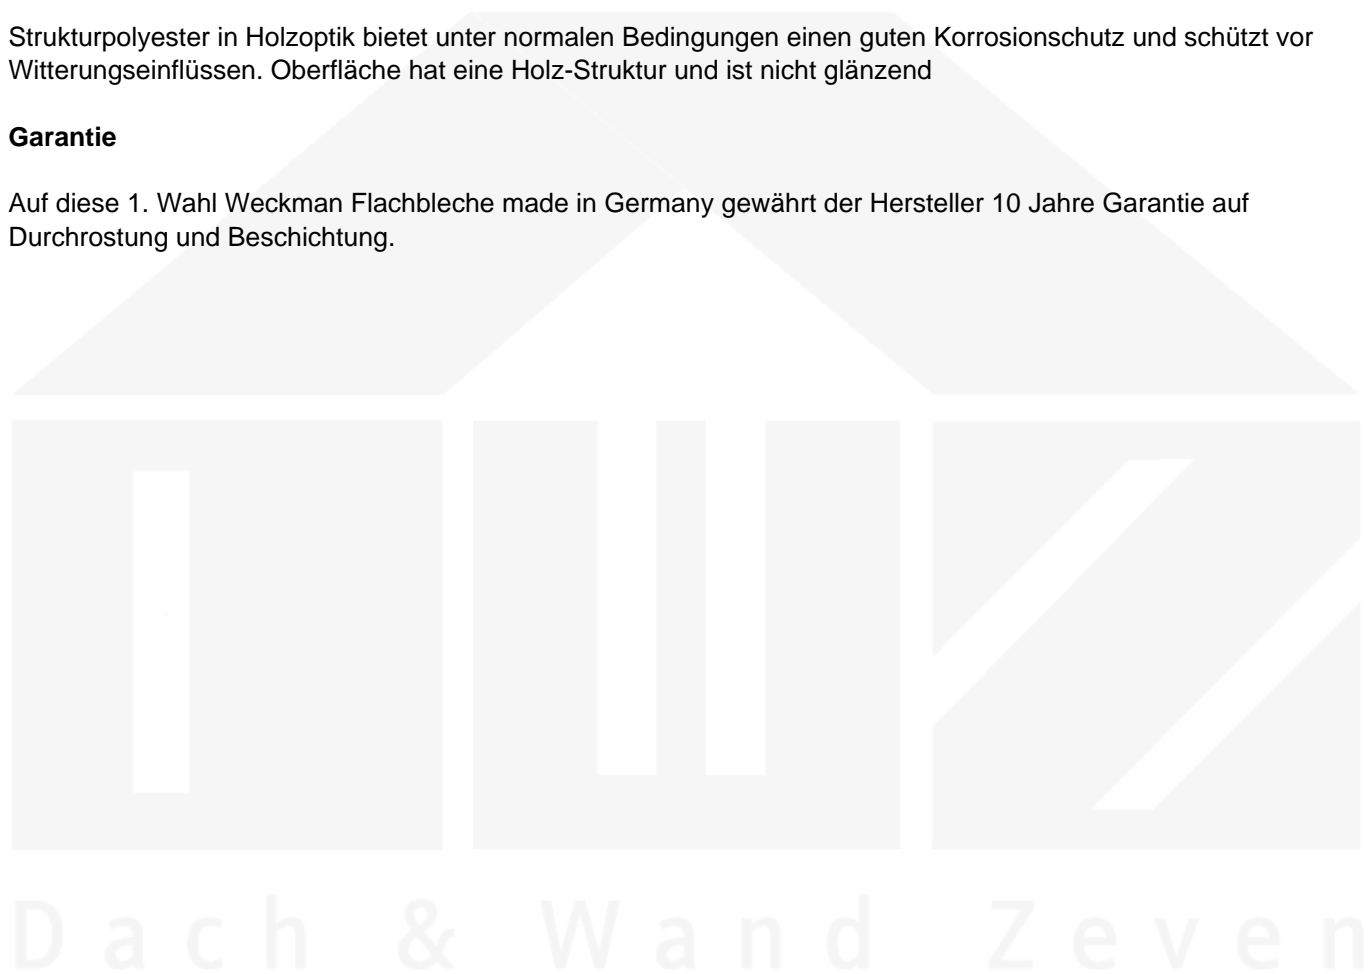 Strukturpolyester in Holzoptik bietet unter normalen Bedingungen einen guten Korrosionschutz und schützt vor
Witterungseinflüssen. Oberfläche hat eine Holz-Struktur und ist nicht glänzend
Garantie
Auf diese 1. Wahl Weckman Flachbleche made in Germany gewährt der Hersteller 10 Jahre Garantie auf
Durchrostung und Beschichtung.
Dach & Wand Zeven